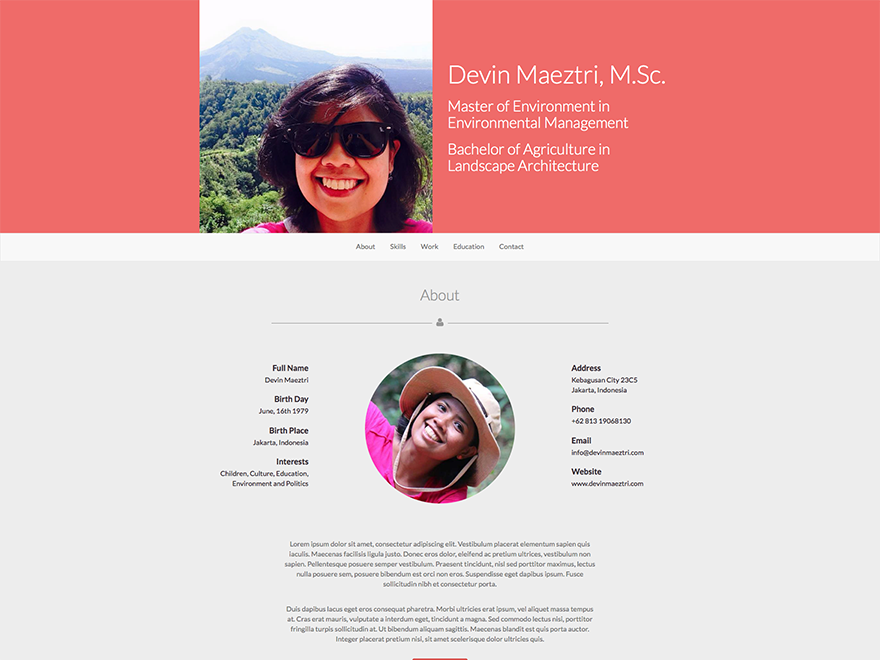 Devin Maeztri, M.Sc.
Master of Environment in
Environmental Management
Bachelor of Agriculture in
Landscape Architecture
About Skills Work Education Contact
About
Full Name
Devin Maeztri
Birth Day
June, 16th 1979
Birth Place
Jakarta, Indonesia
Interests
Children, Culture, Education,
Environment and Politics
Address
Kebagusan City 23C5
Jakarta, Indonesia
Phone
+62 813 19068130
Email
info@devinmaeztri.com
Website
www.devinmaeztri.com
Lorem ipsum dolor sit amet, consectetur adipiscing elit. Vestibulum placerat elementum sapien quis
iaculis. Maecenas facilisis ligula justo. Donec eros dolor, eleifend ac pretium ultrices, vestibulum non
sapien. Pellentesque posuere semper vestibulum. Praesent tincidunt, nisl sed porttitor maximus, lectus
nulla posuere sem, posuere bibendum est orci non eros. Suspendisse eget dapibus ipsum. Fusce
sollicitudin nibh et consectetur porta.
Duis dapibus lacus eget eros consequat pharetra. Morbi ultricies erat ipsum, vel aliquet massa tempus
at. Cras erat mauris, vulputate a interdum eget, tincidunt a magna. Sed commodo lectus nisi, porttitor
fringilla turpis sollicitudin at. Ut bibendum aliquam sagittis. Maecenas blandit est quis porta auctor.
Integer placerat pretium nisi, sit amet scelerisque dolor ultricies quis.